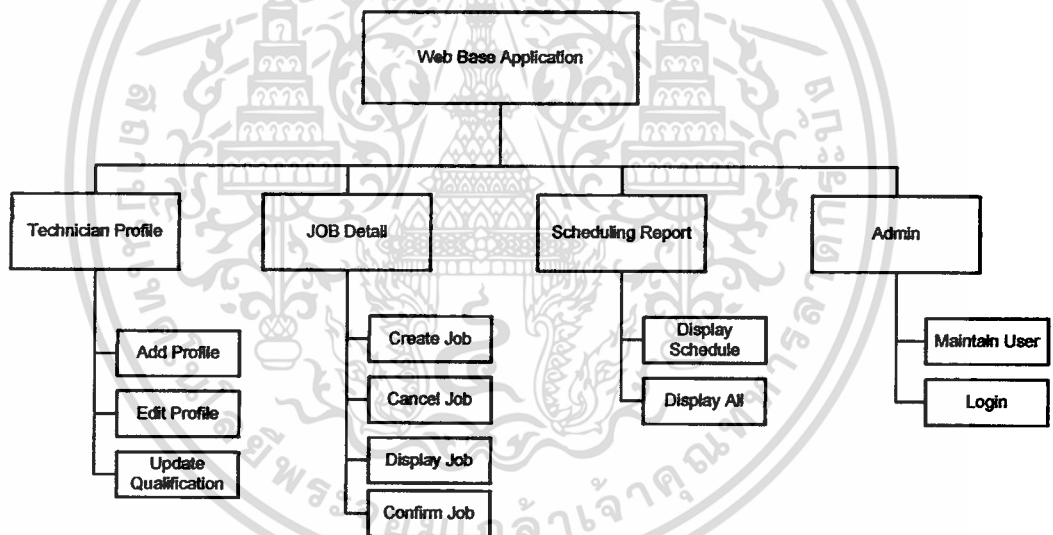 Web Base Application
Technician Profile
JOB Detail
Scheduling Report
Admin
Add Profile
Edit Profile
Update
Qualification
Create Job
Cancel Job
Display Job
Confirm Job
Display
Schedule
Display All
Maintain User
Login